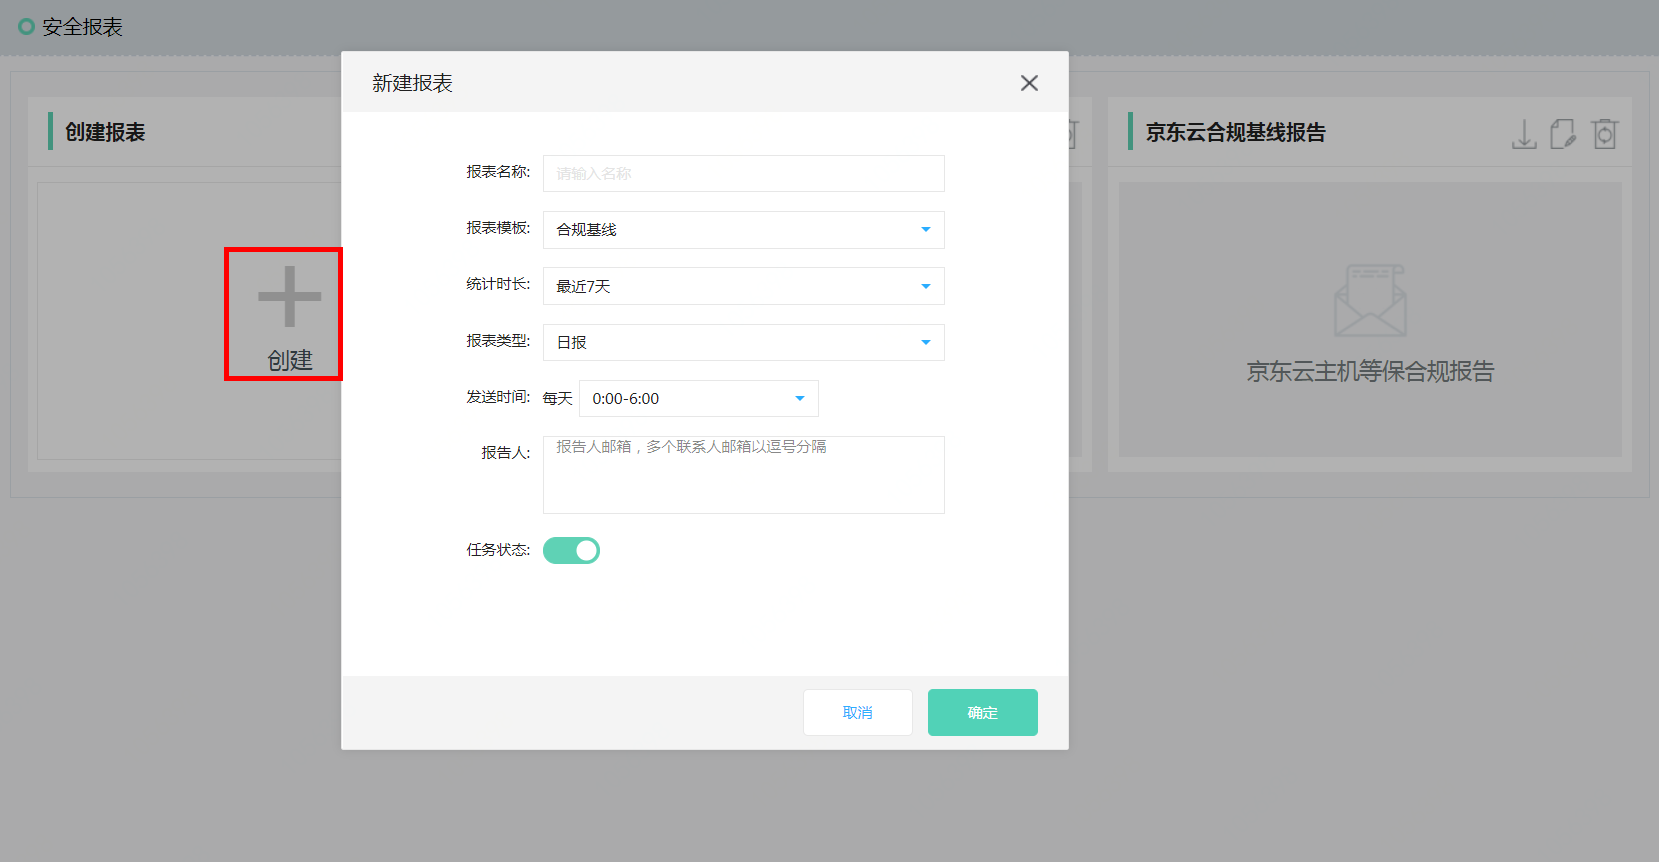 安全报表
新建报表
创建报表
京东云合规基线报告
报表名称: 请输入名称
报表模板: 合规基线
统计时长: 最近7天
报表类型: 日报
发送时间: 每天 0:00-6:00
报告人: 报告人邮箱，多个联系人邮箱以逗号分隔
任务状态:
创建
京东云主机等保合规报告
取消 确定